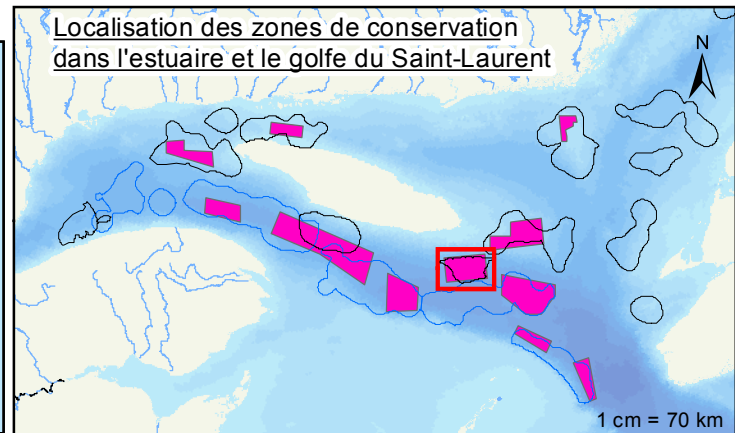 Localisation des zones de conservation
dans l'estuaire et le golfe du Saint-Laurent
N
1 cm = 70 km